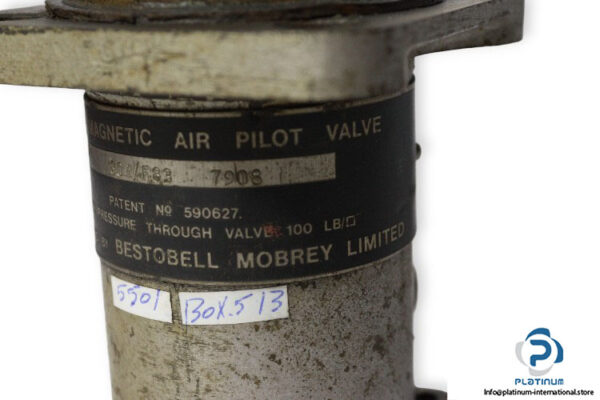 MAGNETIC AIR PILOT VALVE
7908
PATENT Nº 590627.
PRESSURE THROUGH VALVE 100 LB/□
BESTOBELL MOBREY LIMITED
5501
BOX.513
PLATINUM
Info@platinum-international.store